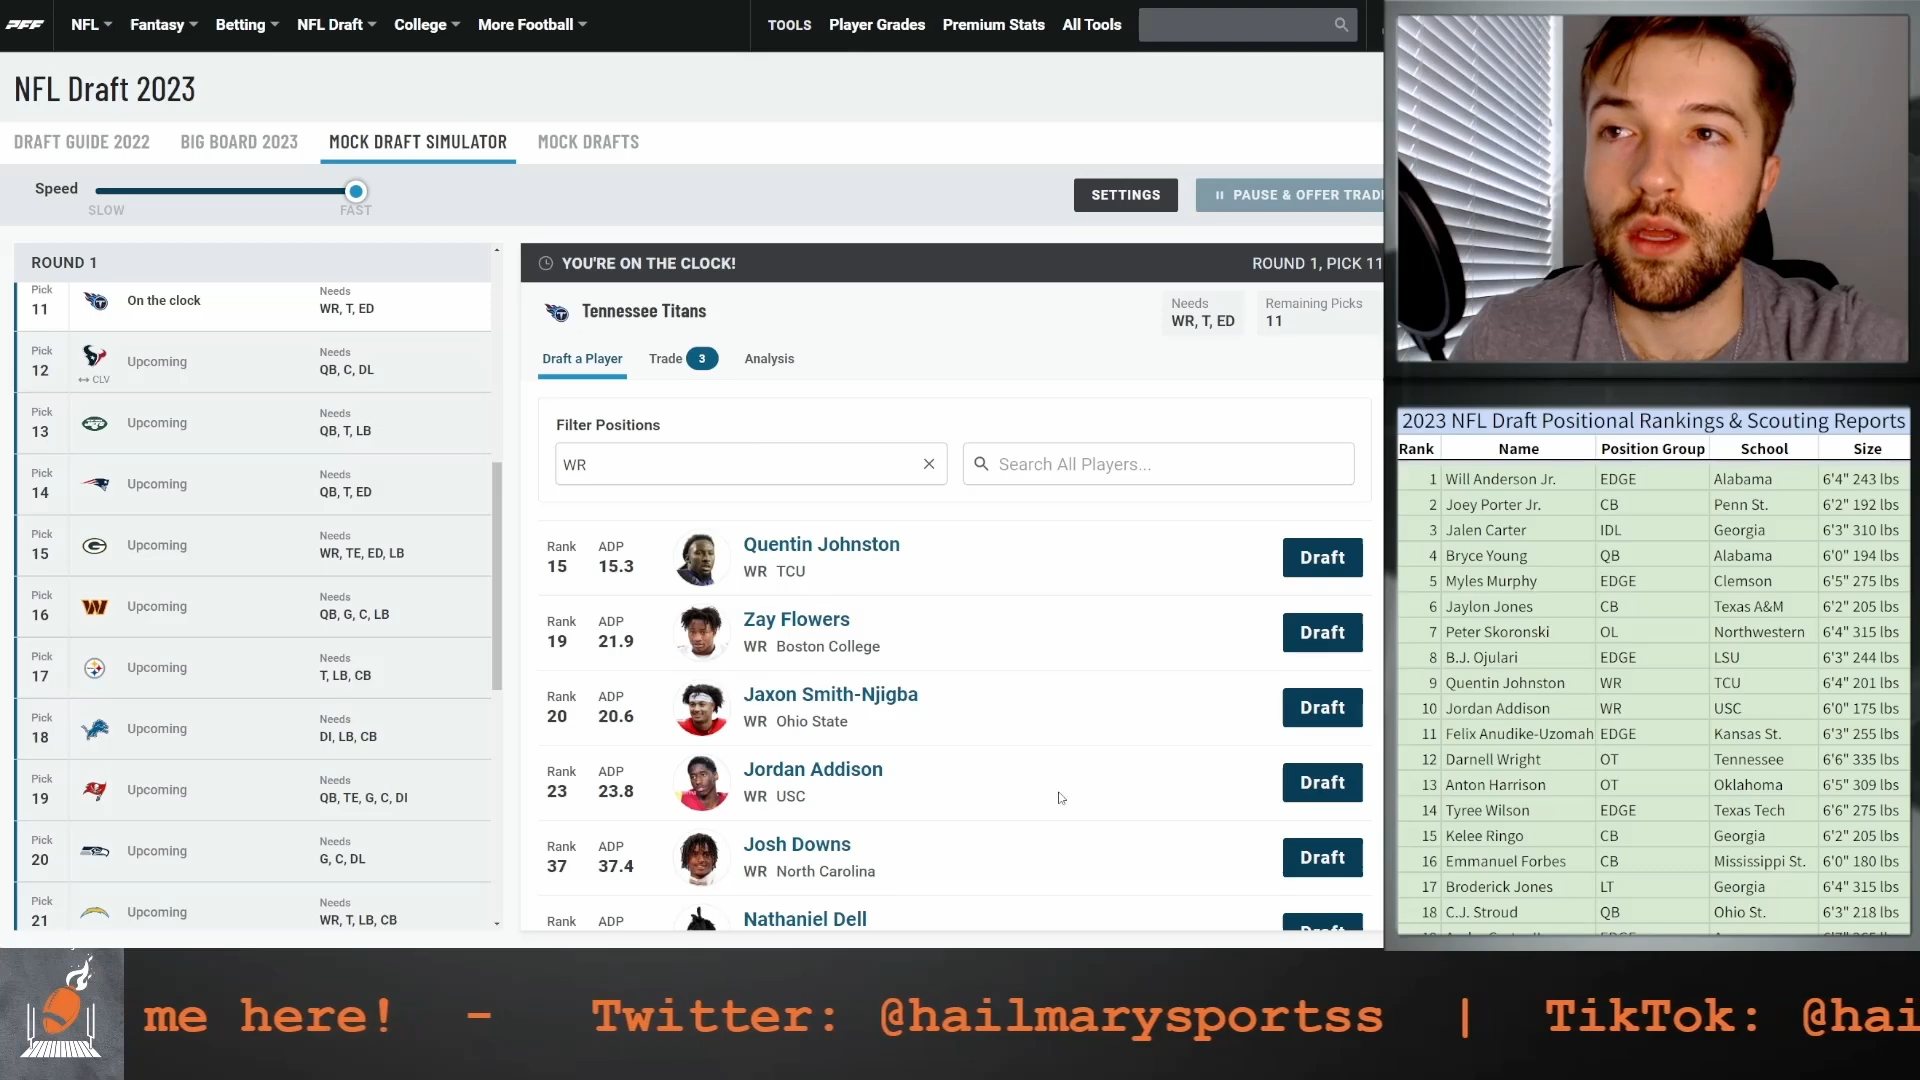 PFF NFL Fantasy Betting NFL Draft College More Football TOOLS Player Grades Premium Stats All Tools
NFL Draft 2023
DRAFT GUIDE 2022 BIG BOARD 2023 MOCK DRAFT SIMULATOR MOCK DRAFTS
Speed
SLOW FAST
SETTINGS
PAUSE & OFFER TRAD
ROUND 1
Pick 11 On the clock Needs WR, T, ED
Pick 12 CLV Upcoming Needs QB, C, DL
Pick 13 Upcoming Needs QB, T, LB
Pick 14 Upcoming Needs QB, T, ED
Pick 15 Upcoming Needs WR, TE, ED, LB
Pick 16 Upcoming Needs QB, G, C, LB
Pick 17 Upcoming Needs T, LB, CB
Pick 18 Upcoming Needs DI, LB, CB
Pick 19 Upcoming Needs QB, TE, G, C, DI
Pick 20 Upcoming Needs G, C, DL
Pick 21 Upcoming WR, T, LB, CB
YOU'RE ON THE CLOCK! ROUND 1, PICK 11
Tennessee Titans
Needs WR, T, ED
Remaining Picks 11
Draft a Player Trade 3 Analysis
Filter Positions
WR
Search All Players...
Rank 15 ADP 15.3 Quentin Johnston WR TCU Draft
Rank 19 ADP 21.9 Zay Flowers WR Boston College Draft
Rank 20 ADP 20.6 Jaxon Smith-Njigba WR Ohio State Draft
Rank 23 ADP 23.8 Jordan Addison WR USC Draft
Rank 37 ADP 37.4 Josh Downs WR North Carolina Draft
Rank ADP Nathaniel Dell Draft
2023 NFL Draft Positional Rankings & Scouting Reports
Rank Name Position Group School Size
1 Will Anderson Jr. EDGE Alabama 6'4" 243 lbs
2 Joey Porter Jr. CB Penn St. 6'2" 192 lbs
3 Jalen Carter IDL Georgia 6'3" 310 lbs
4 Bryce Young QB Alabama 6'0" 194 lbs
5 Myles Murphy EDGE Clemson 6'5" 275 lbs
6 Jaylon Jones CB Texas A&M 6'2" 205 lbs
7 Peter Skoronski OL Northwestern 6'4" 315 lbs
8 B.J. Ojulari EDGE LSU 6'3" 244 lbs
9 Quentin Johnston WR TCU 6'4" 201 lbs
10 Jordan Addison WR USC 6'0" 175 lbs
11 Felix Anudike-Uzomah EDGE Kansas St. 6'3" 255 lbs
12 Darnell Wright OT Tennessee 6'6" 335 lbs
13 Anton Harrison OT Oklahoma 6'5" 309 lbs
14 Tyree Wilson EDGE Texas Tech 6'6" 275 lbs
15 Kelee Ringo CB Georgia 6'2" 205 lbs
16 Emmanuel Forbes CB Mississippi St. 6'0" 180 lbs
17 Broderick Jones LT Georgia 6'4" 315 lbs
18 C.J. Stroud QB Ohio St. 6'3" 218 lbs
me here! - Twitter: @hailmarysportss | TikTok: @hai